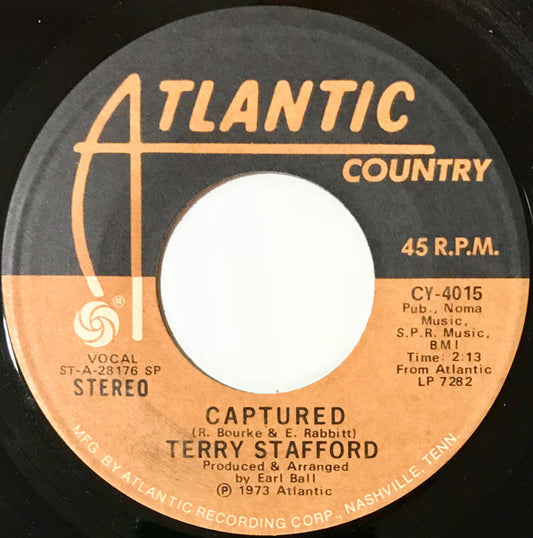 ATLANTIC
COUNTRY
45 R.P.M.
®
VOCAL
ST-A-28176 SP
STEREO
CY-4015
Pub., Noma
Music,
S.P.R. Music,
BMI
Time: 2:13
From Atlantic
LP 7282
CAPTURED
(R. Bourke & E. Rabbitt)
TERRY STAFFORD
Produced & Arranged
by Earl Ball
Ⓟ 1973 Atlantic
MFG. BY ATLANTIC RECORDING CORP., NASHVILLE, TENN.